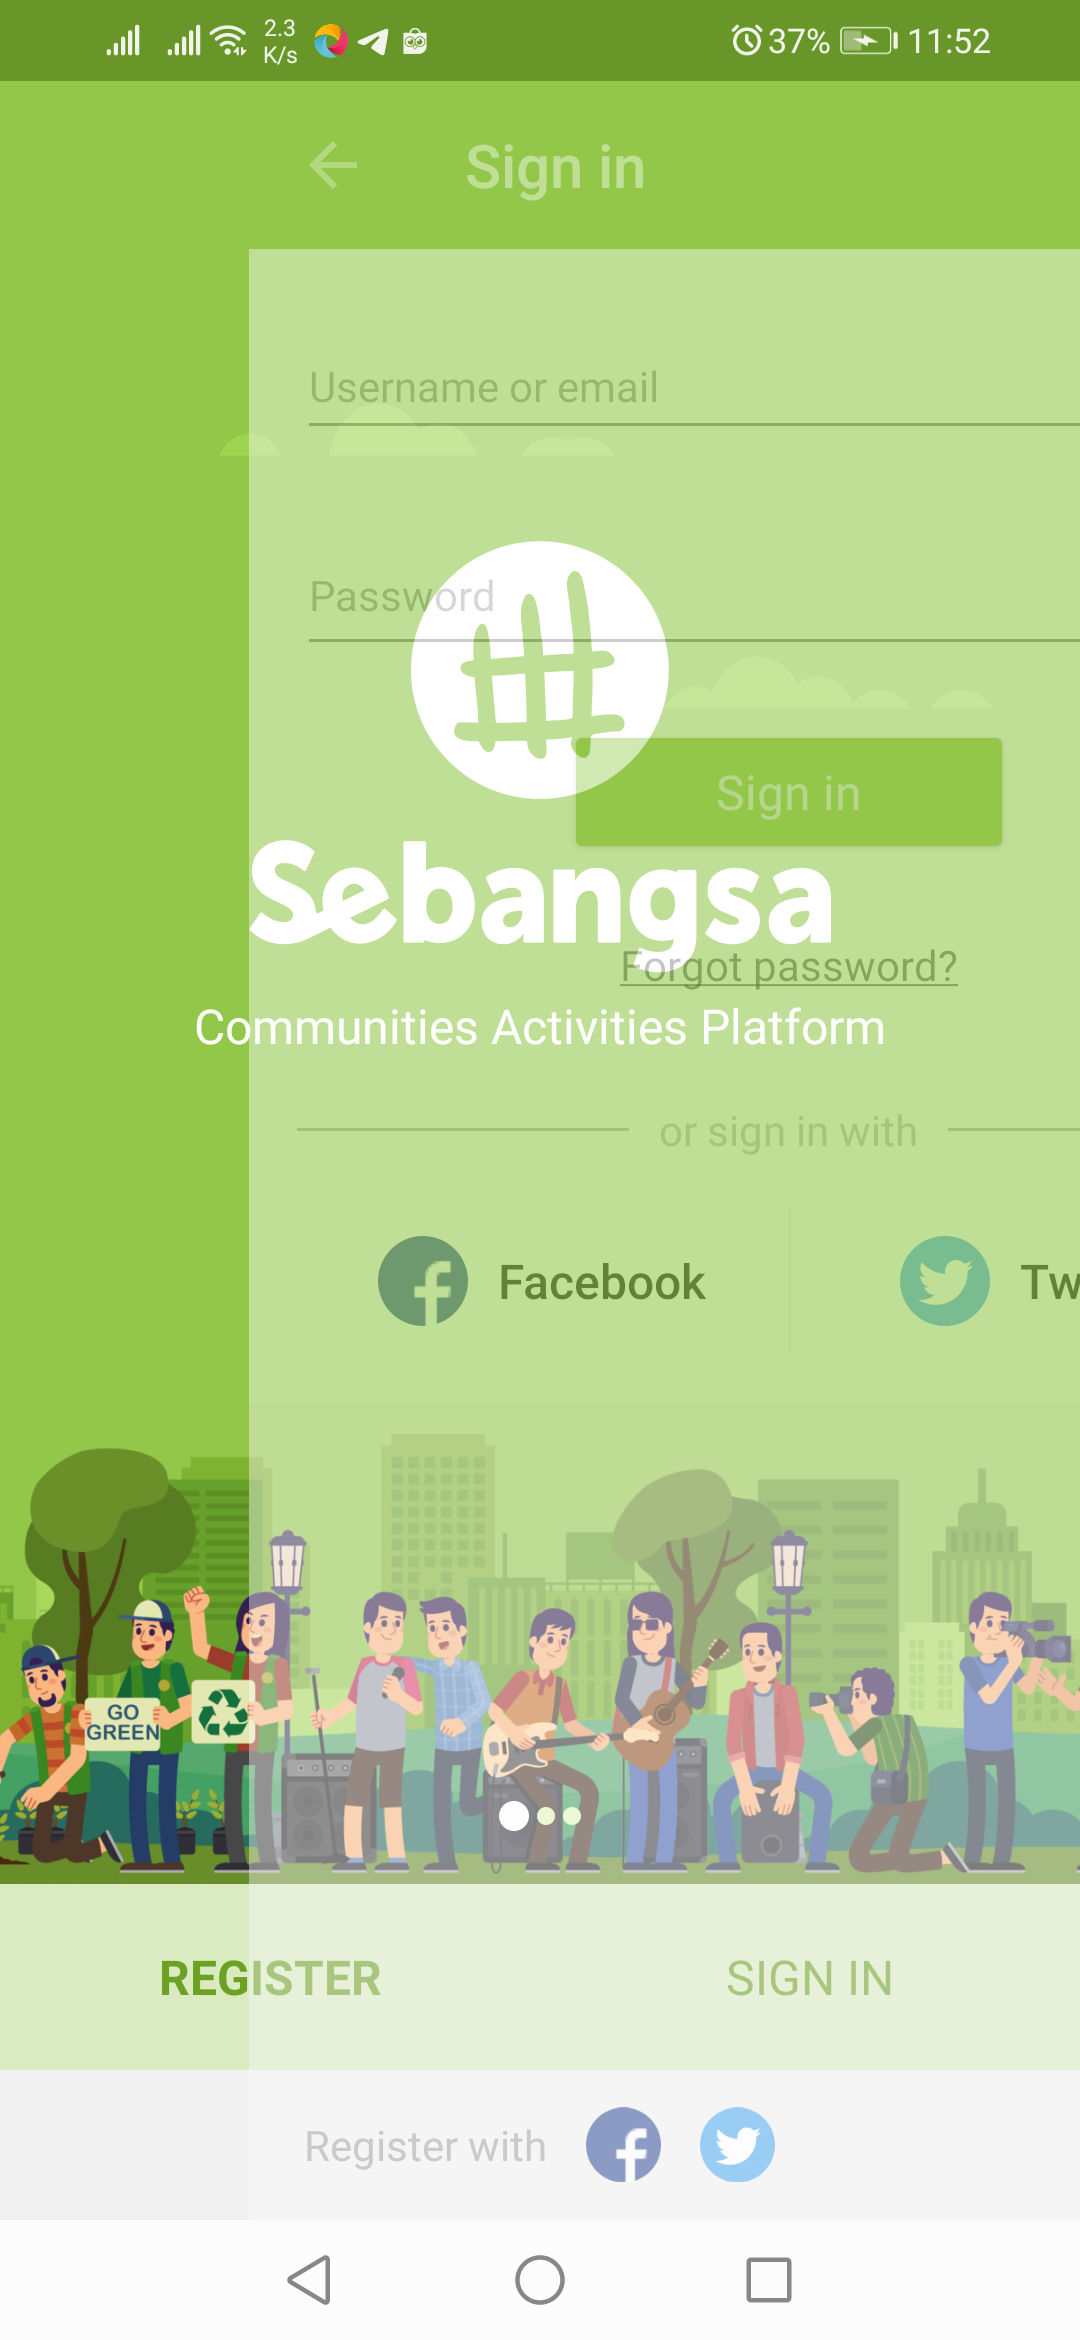 2.3
K/s
37%
11:52
Sign in
Username or email
Password
Sign in
Sebangsa
Forgot password?
Communities Activities Platform
or sign in with
Facebook
Tw
GO
GREEN
REGISTER
SIGN IN
Register with